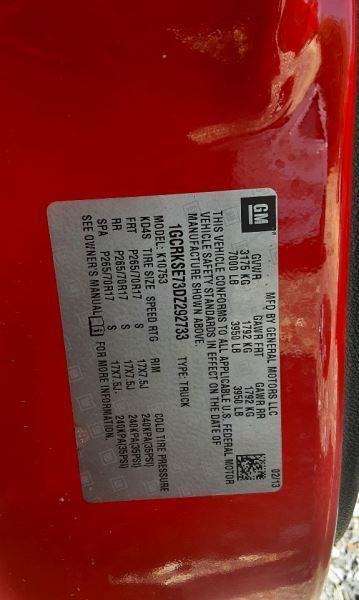 GM MFD BY GENERAL MOTORS LLC 02/13
GVWR GAWR FRT GAWR RR
3175 KG 1792 KG 1792 KG
7000 LB 3950 LB 3950 LB
THIS VEHICLE CONFORMS TO ALL APPLICABLE U.S. FEDERAL MOTOR
VEHICLE SAFETY STANDARDS IN EFFECT ON THE DATE OF
MANUFACTURE SHOWN ABOVE.
1GCRKSE73DZ292733 TYPE: TRUCK
MODEL: K10753
KD4S TIRE SIZE SPEED RTG RIM COLD TIRE PRESSURE
FRT P265/70R17 S 17X7.5J 240KPA(35PSI)
RR P265/70R17 S 17X7.5J 240KPA(35PSI)
SPA P265/70R17 S 17X7.5J 240KPA(35PSI)
SEE OWNER'S MANUAL